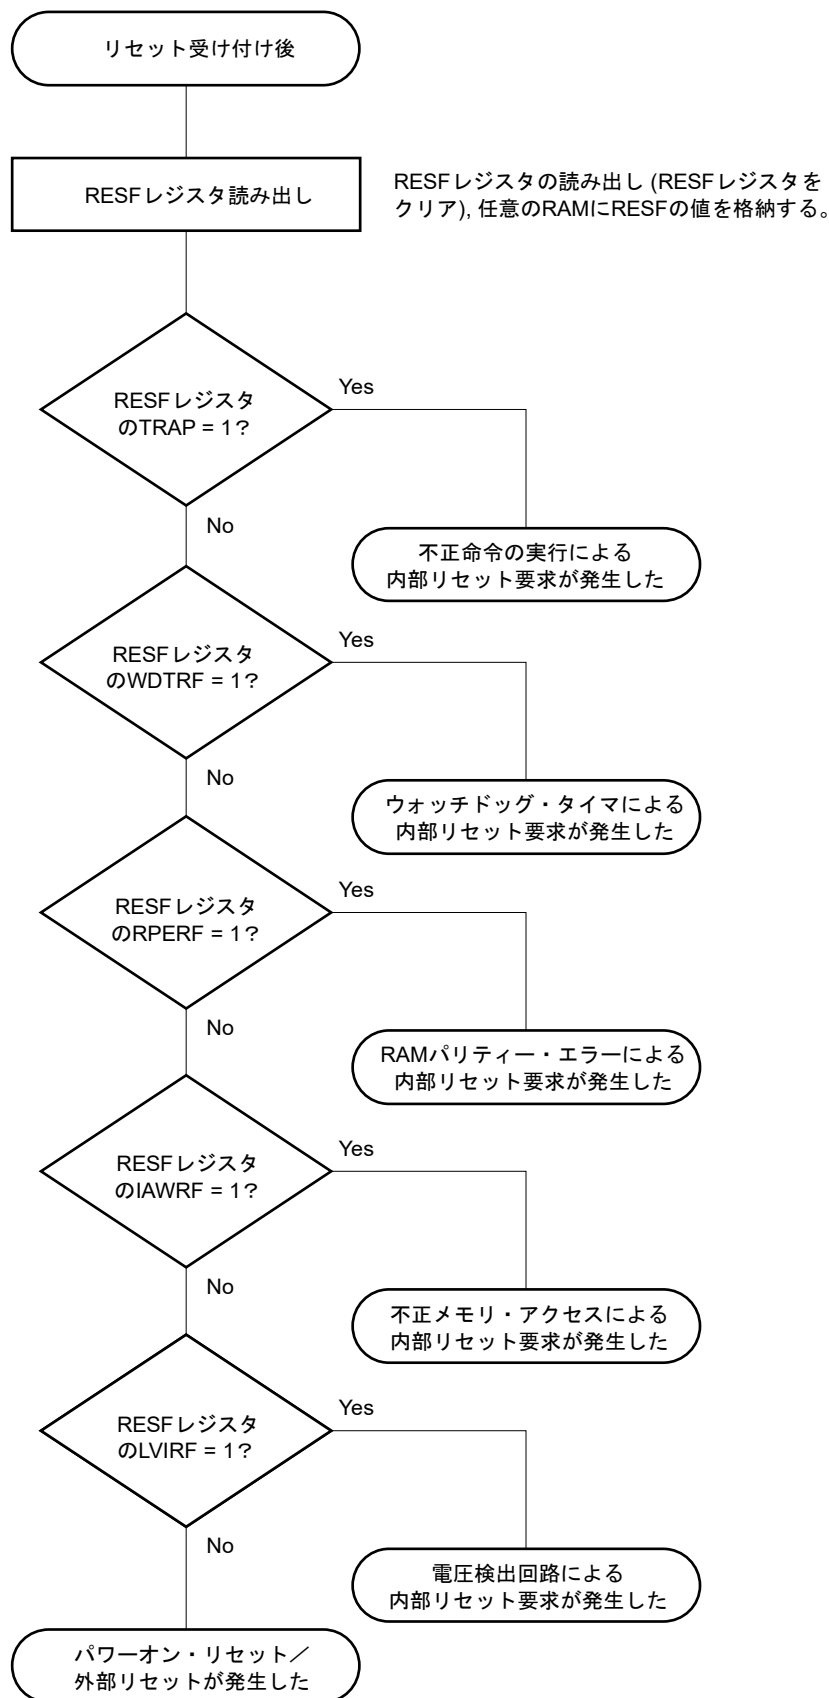 リセット受け付け後
RESFレジスタ読み出し
RESFレジスタの読み出し (RESFレジスタを
クリア), 任意のRAMにRESFの値を格納する。
RESFレジスタ
のTRAP = 1?
Yes
No
不正命令の実行による
内部リセット要求が発生した
RESFレジスタ
のWDTRF = 1?
Yes
No
ウォッチドッグ・タイマによる
内部リセット要求が発生した
RESFレジスタ
のRPERF = 1?
Yes
No
RAMパリティー・エラーによる
内部リセット要求が発生した
RESFレジスタ
のIAWRF = 1?
Yes
No
不正メモリ・アクセスによる
内部リセット要求が発生した
RESFレジスタ
のLVIRF = 1?
Yes
No
電圧検出回路による
内部リセット要求が発生した
パワーオン・リセット／
外部リセットが発生した